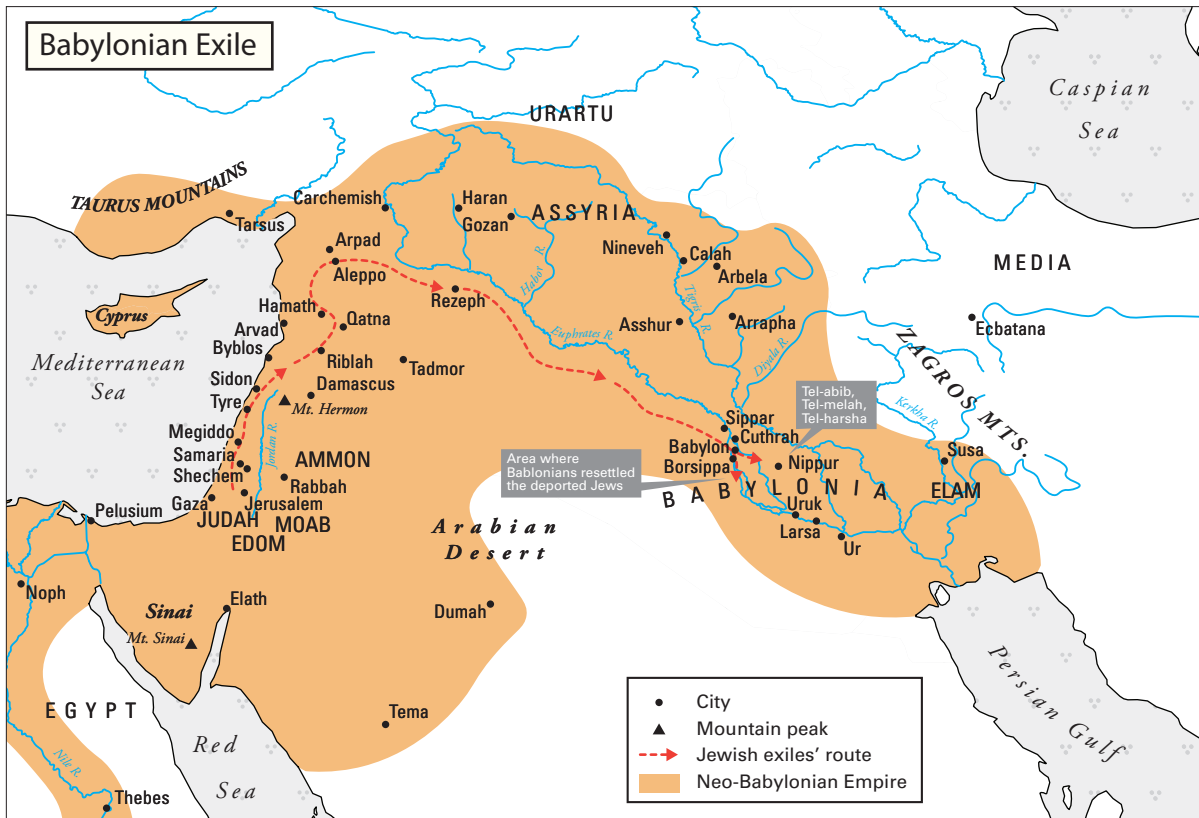 Babylonian Exile
Caspian
Sea
URARTU
TAURUS MOUNTAINS
Carchemish
Haran
Gozan
ASSYRIA
Tarsus
Nineveh
Calah
Arbela
MEDIA
Arpad
Aleppo
Habor R.
Rezeph
Tigris R.
Cyprus
Hamath
Qatna
Arvad
Asshur
Arrapha
Ecbatana
Euphrates R.
Byblos
Mediterranean
Sea
Riblah
Tadmor
Diyala R.
ZAGROS MTS.
Sidon
Damascus
Tyre
Mt. Hermon
Tel-abib,
Tel-melah,
Tel-harsha
Kerkha R.
Jordan R.
Megiddo
Sippar
Cuthrah
Samaria
Babylon
Susa
Shechem
AMMON
Borsippa
Nippur
Area where
Bablonians resettled
the deported Jews
Rabbah
BABYLONIA
ELAM
Gaza
Jerusalem
Uruk
Pelusium
JUDAH
MOAB
Larsa
Arabian
Desert
EDOM
Ur
Noph
Sinai
Elath
Dumah
Mt. Sinai
Persian Gulf
EGYPT
Tema
Red
Sea
Nile R.
Thebes
City
Mountain peak
Jewish exiles’ route
Neo-Babylonian Empire